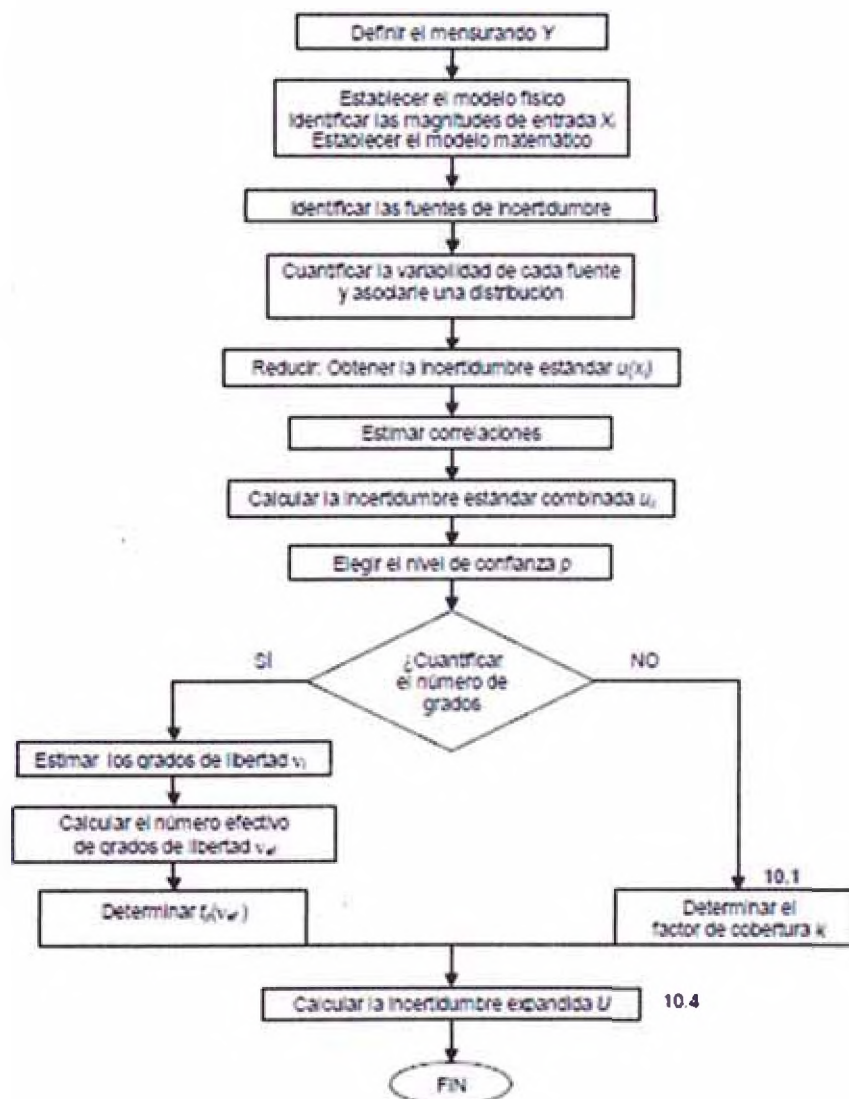 Definir el mensurando Y
Establecer el modelo físico
Identificar las magnitudes de entrada Xᵢ
Establecer el modelo matemático
Identificar las fuentes de incertidumbre
Cuantificar la variabilidad de cada fuente
y asociarle una distribución
Reducir: Obtener la incertidumbre estándar uᵢ(xᵢ)
Estimar correlaciones
Calcular la incertidumbre estándar combinada u꜀
Elegir el nivel de confianza p
¿Cuantificar
el número de
grados
SÍ
NO
Estimar los grados de libertad νᵢ
Calcular el número efectivo
de grados de libertad νef
Determinar tₚ(νef)
10.1
Determinar el
factor de cobertura k
Calcular la incertidumbre expandida U
10.4
FIN